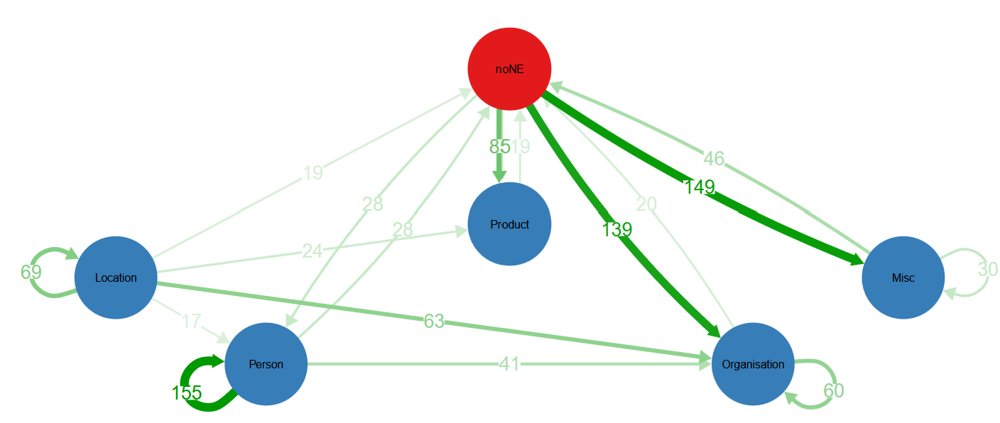 noNE
85
19
46
19
149
28
20
28
139
Product
24
69
Location
Misc
30
17
63
Person
41
Organisation
155
60